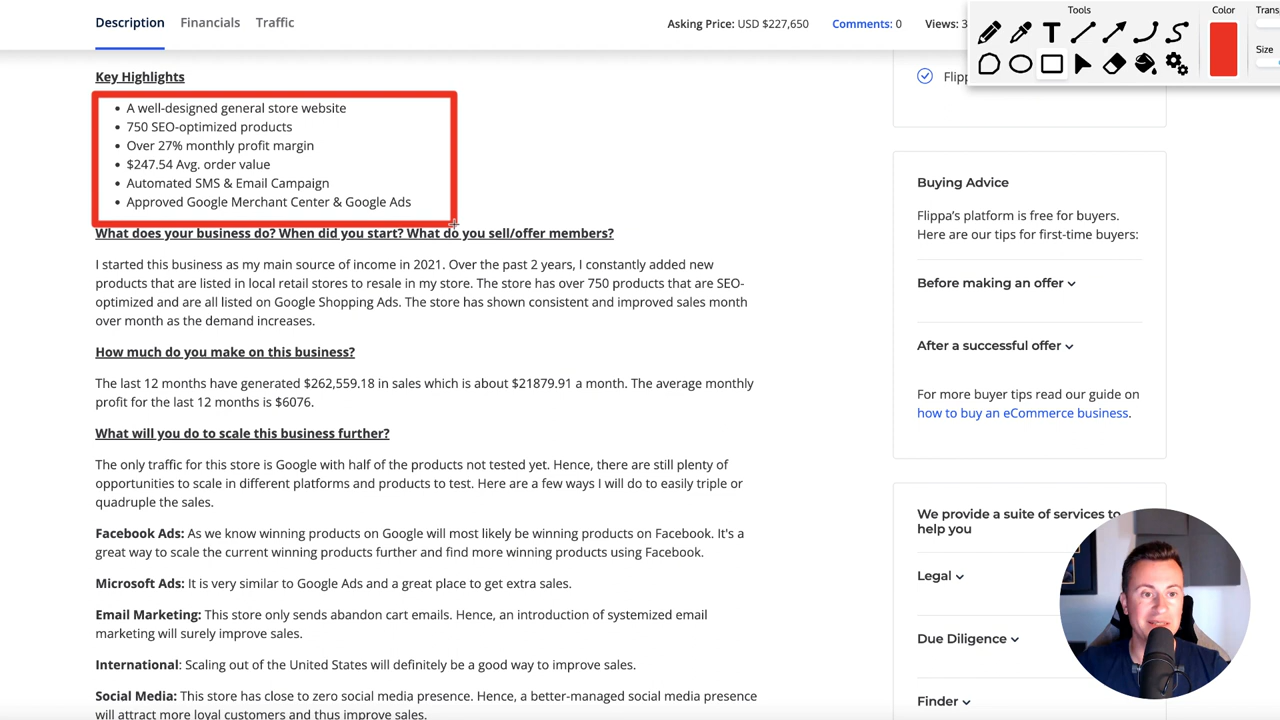 Description Financials Traffic
Asking Price: USD $227,650 Comments: 0 Views: 3
Tools
Color
Size
Key Highlights
• A well-designed general store website
• 750 SEO-optimized products
• Over 27% monthly profit margin
• $247.54 Avg. order value
• Automated SMS & Email Campaign
• Approved Google Merchant Center & Google Ads
What does your business do? When did you start? What do you sell/offer members?
I started this business as my main source of income in 2021. Over the past 2 years, I constantly added new
products that are listed in local retail stores to resale in my store. The store has over 750 products that are SEO-
optimized and are all listed on Google Shopping Ads. The store has shown consistent and improved sales month
over month as the demand increases.
How much do you make on this business?
The last 12 months have generated $262,559.18 in sales which is about $21879.91 a month. The average monthly
profit for the last 12 months is $6076.
What will you do to scale this business further?
The only traffic for this store is Google with half of the products not tested yet. Hence, there are still plenty of
opportunities to scale in different platforms and products to test. Here are a few ways I will do to easily triple or
quadruple the sales.
Facebook Ads: As we know winning products on Google will most likely be winning products on Facebook. It's a
great way to scale the current winning products further and find more winning products using Facebook.
Microsoft Ads: It is very similar to Google Ads and a great place to get extra sales.
Email Marketing: This store only sends abandon cart emails. Hence, an introduction of systemized email
marketing will surely improve sales.
International: Scaling out of the United States will definitely be a good way to improve sales.
Social Media: This store has close to zero social media presence. Hence, a better-managed social media presence
will attract more loyal customers and thus improve sales.
Buying Advice
Flippa's platform is free for buyers.
Here are our tips for first-time buyers:
Before making an offer
After a successful offer
For more buyer tips read our guide on
how to buy an eCommerce business.
We provide a suite of services to
help you
Legal
Due Diligence
Finder